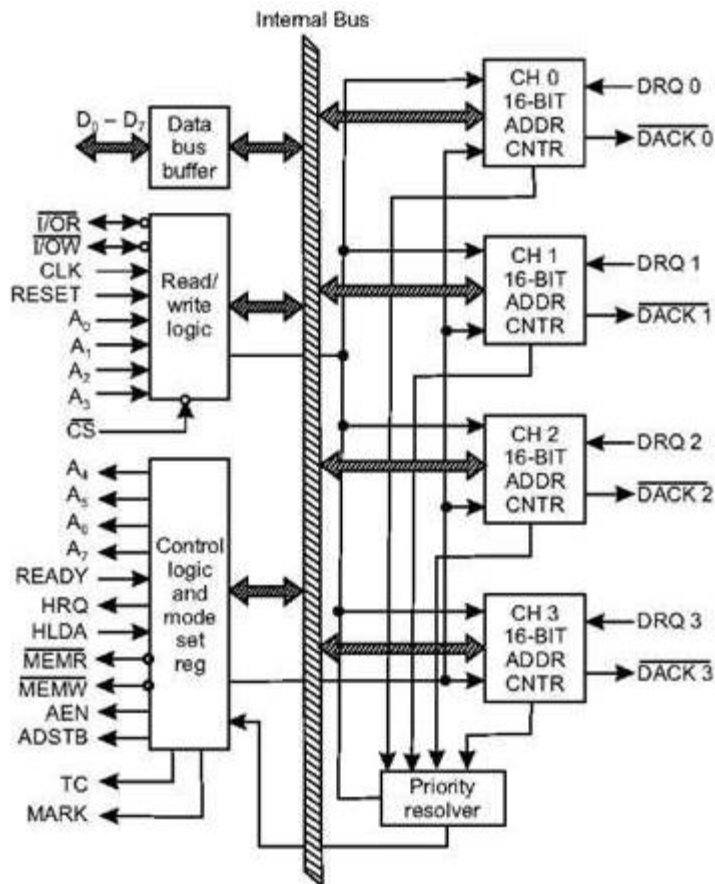 Internal Bus
D₀ – D₇
Data
bus
buffer
I/OR
I/OW
CLK
RESET
A₀
A₁
A₂
A₃
CS
Read/
write
logic
A₄
A₅
A₆
A₇
READY
HRQ
HLDA
MEMR
MEMW
AEN
ADSTB
TC
MARK
Control
logic
and
mode
set
reg
CH 0
16-BIT
ADDR
CNTR
DRQ 0
DACK 0
CH 1
16-BIT
ADDR
CNTR
DRQ 1
DACK 1
CH 2
16-BIT
ADDR
CNTR
DRQ 2
DACK 2
CH 3
16-BIT
ADDR
CNTR
DRQ 3
DACK 3
Priority
resolver